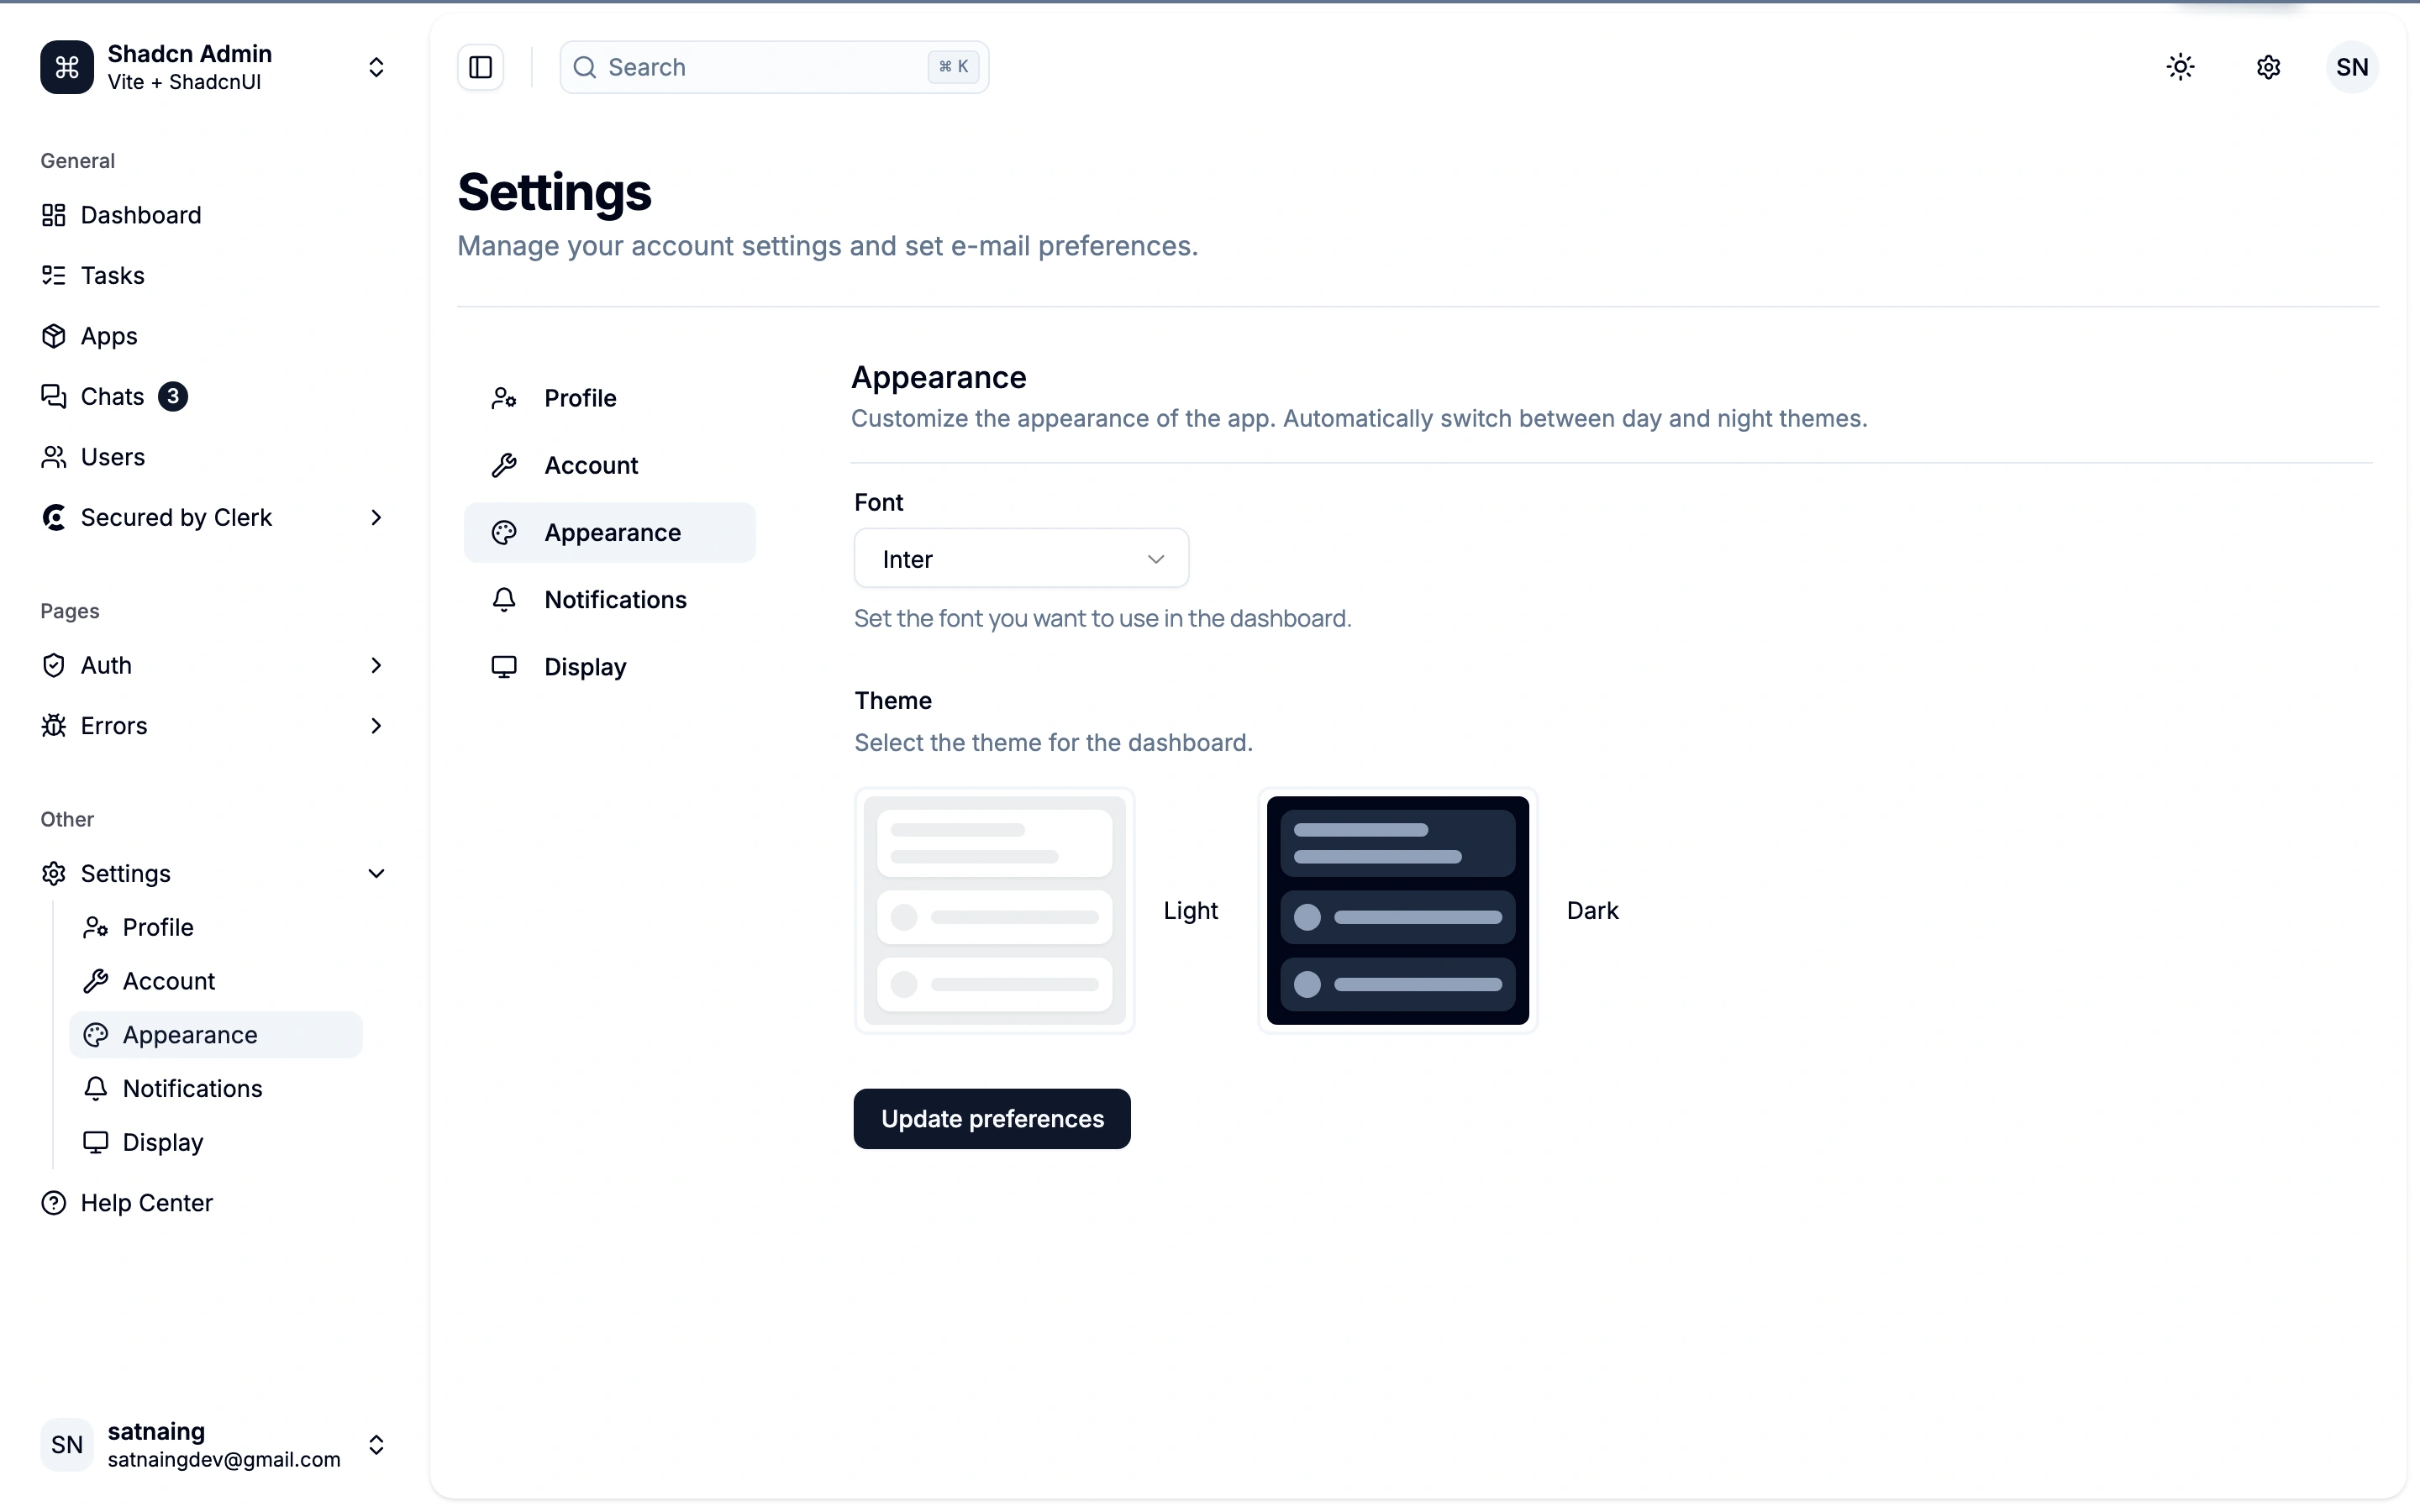 Shadcn Admin
Vite + ShadcnUI
General
Dashboard
Tasks
Apps
Chats 3
Users
Secured by Clerk
Pages
Auth
Errors
Other
Settings
Profile
Account
Appearance
Notifications
Display
Help Center
SN
satnaing
satnaingdev@gmail.com
Search ⌘ K
SN
Settings
Manage your account settings and set e-mail preferences.
Profile
Account
Appearance
Notifications
Display
Appearance
Customize the appearance of the app. Automatically switch between day and night themes.
Font
Inter
Set the font you want to use in the dashboard.
Theme
Select the theme for the dashboard.
Light
Dark
Update preferences